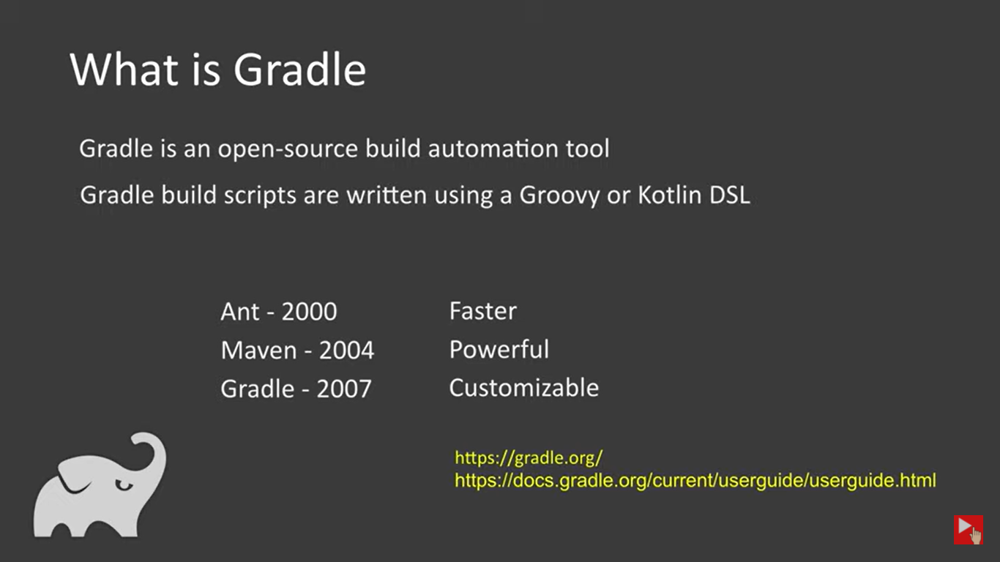 What is Gradle
Gradle is an open-source build automation tool
Gradle build scripts are written using a Groovy or Kotlin DSL
Ant - 2000
Maven - 2004
Gradle - 2007
Faster
Powerful
Customizable
https://gradle.org/
https://docs.gradle.org/current/userguide/userguide.html